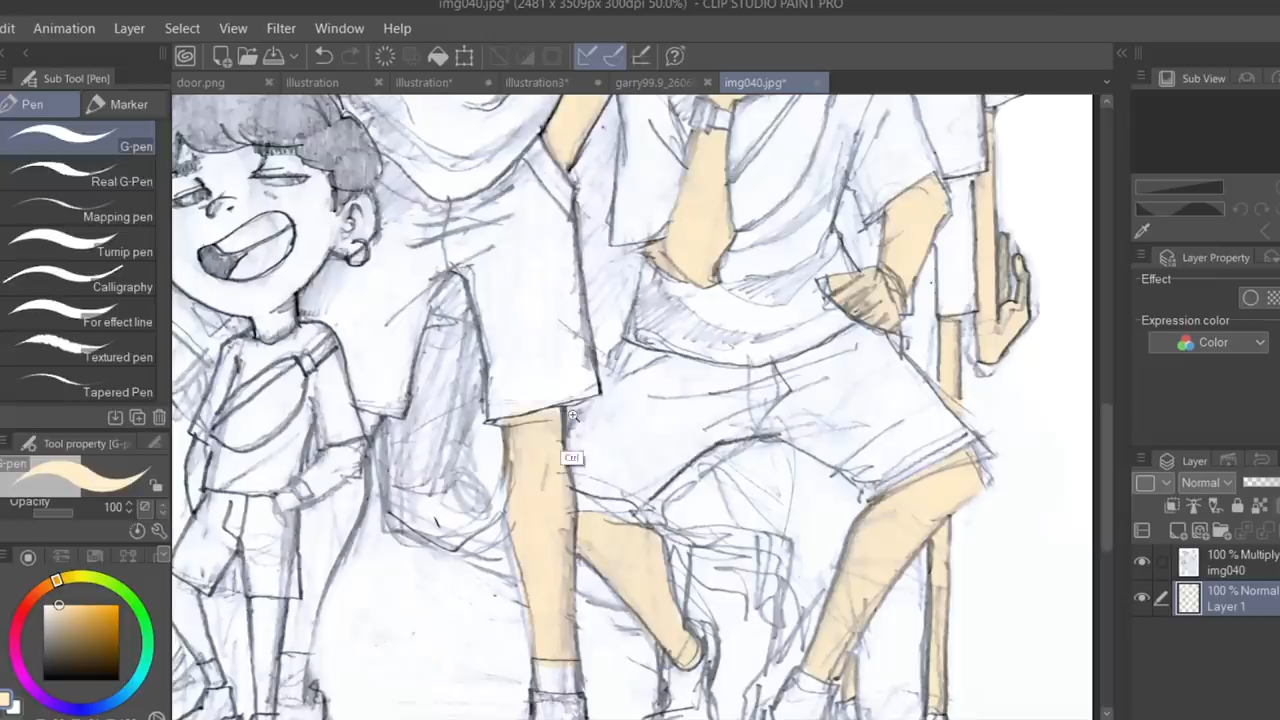 img040.jpg* (2481 x 3509px 300dpi 50.0%) - CLIP STUDIO PAINT PRO
dit Animation Layer Select View Filter Window Help
Sub Tool [Pen]
door.png illustration Illustration* illustration3* garry99.9_2606 img040.jpg*
Sub View
Pen Marker
G-pen
Real G-Pen
Mapping pen
Turnip pen
Calligraphy
For effect line
Textured pen
Tapered Pen
Layer Property
Effect
Expression color
Color
Ctrl
Tool property [G-p
G-pen
Opacity 100
Layer
Normal
100 % Multiply
img040
100 % Normal
Layer 1